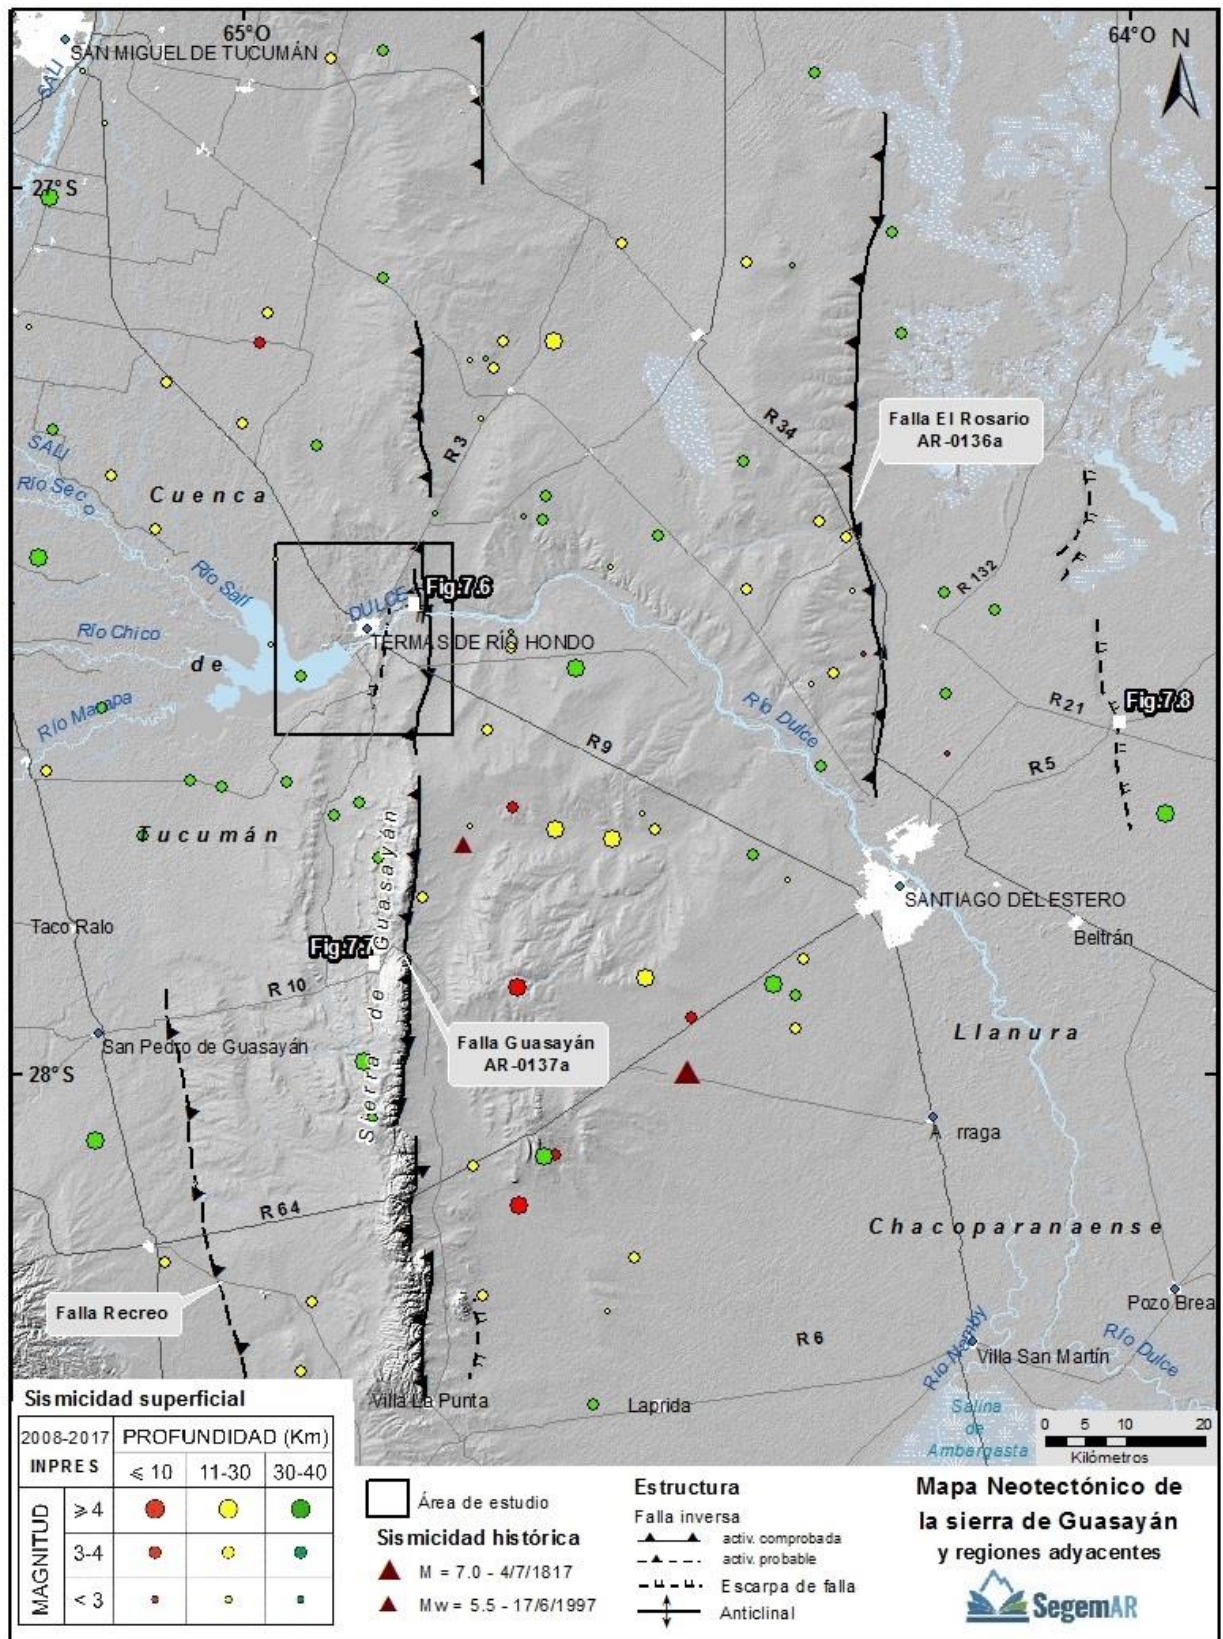 65°O
64°O
N
SAN MIGUEL DE TUCUMÁN
SALI
27°S
Falla El Rosario
AR-0136a
R 34
R 3
SALI
Río Seco
Cuenca
Río Salí
DULCE
Fig.7.6
R 132
Río Chico
TERMAS DE RÍO HONDO
de
Río Marapa
Río Dulce
R 21
Fig.7.8
R 9
R 5
Tucumán
Sierra de Guasayán
SANTIAGO DEL ESTERO
Taco Ralo
Beltrán
Fig.7.7
R 10
San Pedro de Guasayán
Falla Guasayán
AR-0137a
Llanura
28°S
A rraga
R 64
Chacoparanaense
Falla Recreo
Pozo Brea
R 6
Río Namby
Río Dulce
Villa San Martín
Villa La Punta
Laprida
Salina
de
Ambargasta
0 5 10 20
Kilómetros
Sismicidad superficial
2008-2017
INPRES
PROFUNDIDAD (Km)
⩽ 10 11-30 30-40
MAGNITUD
⩾4
3-4
< 3
Área de estudio
Sismicidad histórica
M = 7.0 - 4/7/1817
Mw = 5.5 - 17/6/1997
Estructura
Falla inversa
activ. comprobada
activ. probable
Escarpa de falla
Anticlinal
Mapa Neotectónico de
la sierra de Guasayán
y regiones adyacentes
SegemAR